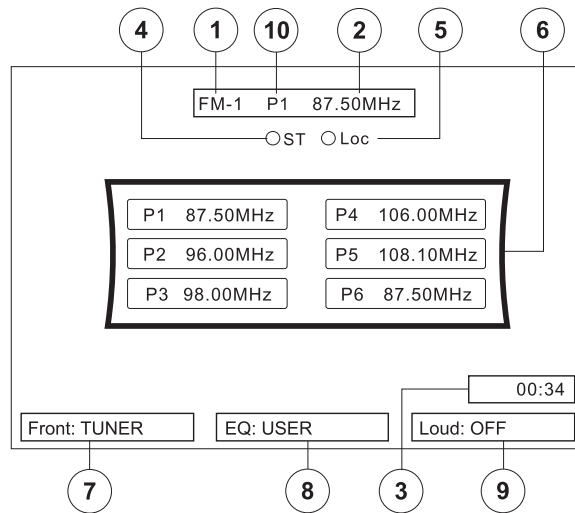 4 1 10 2 5 6
FM-1 P1 87.50MHz
ST Loc
P1 87.50MHz P4 106.00MHz
P2 96.00MHz P5 108.10MHz
P3 98.00MHz P6 87.50MHz
00:34
Front: TUNER EQ: USER Loud: OFF
7 8 3 9